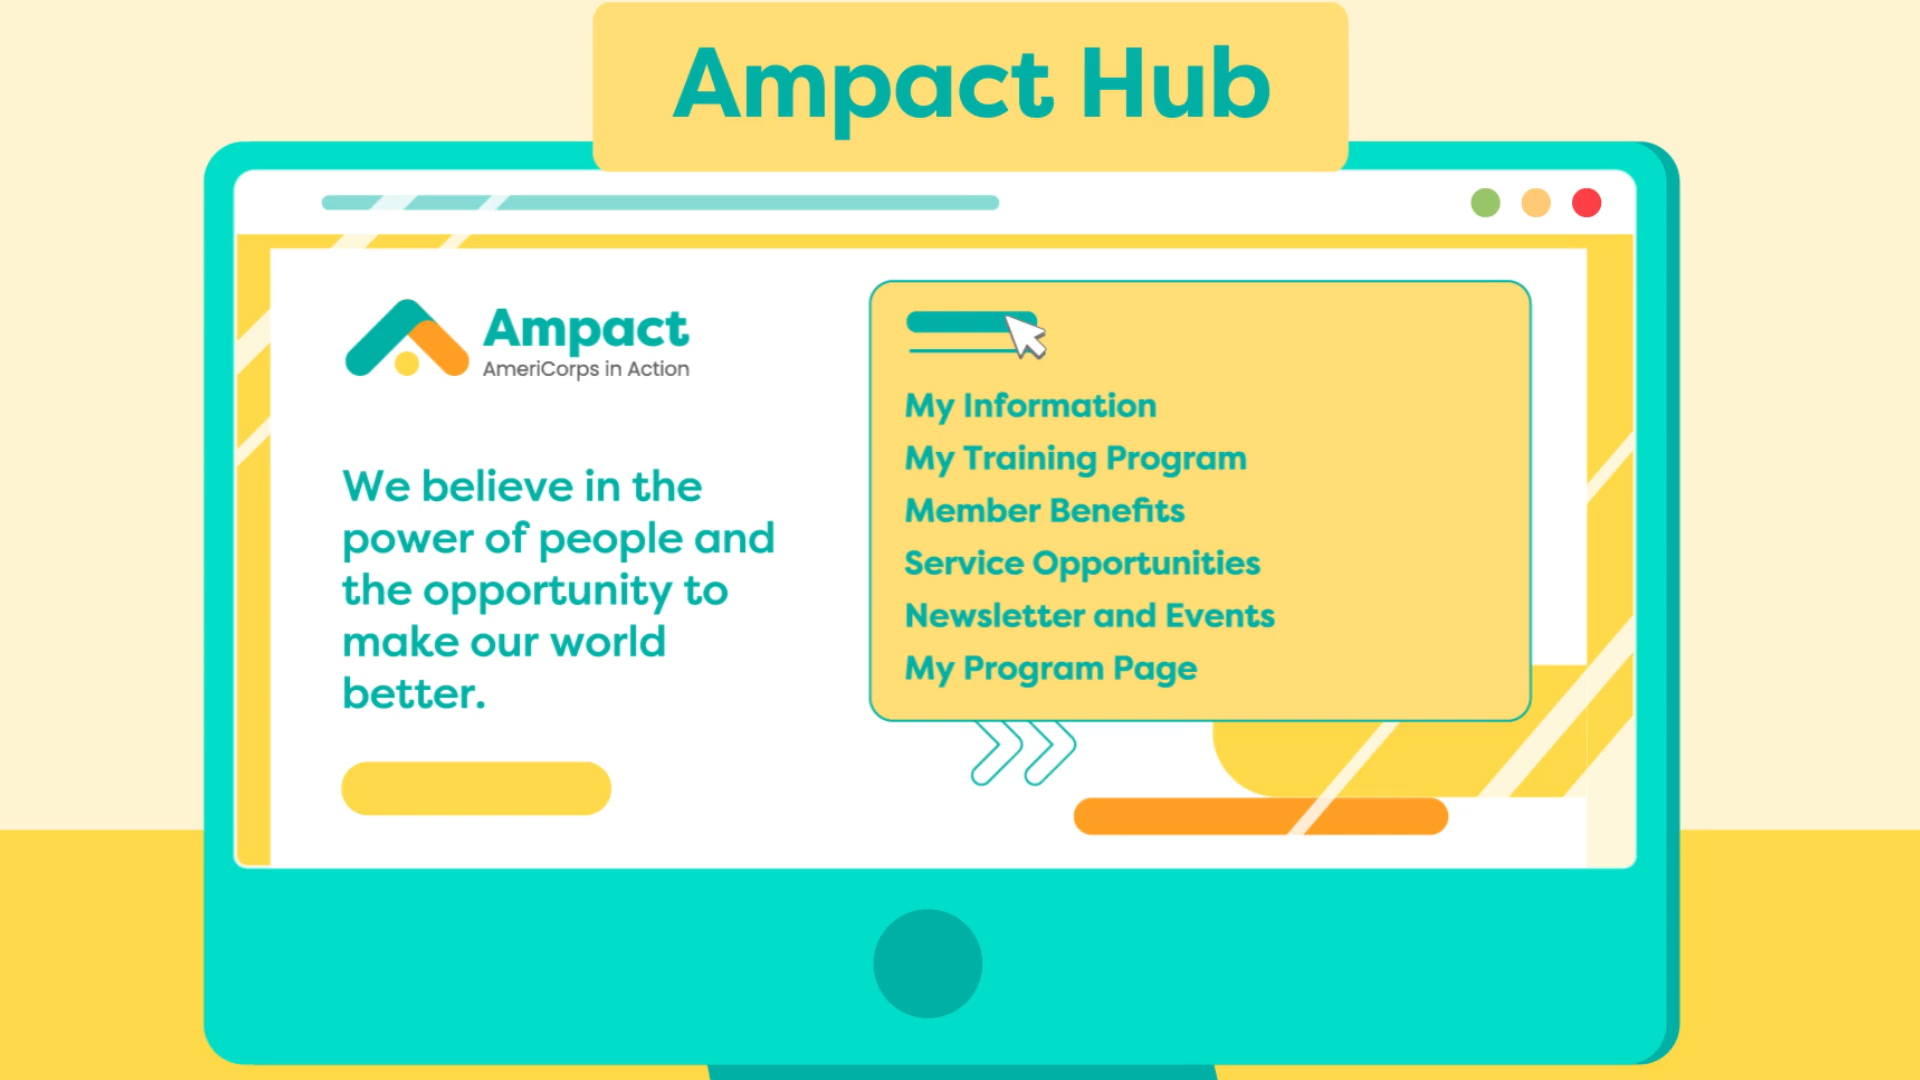 Ampact Hub
Ampact
AmeriCorps in Action
We believe in the
power of people and
the opportunity to
make our world
better.
My Information
My Training Program
Member Benefits
Service Opportunities
Newsletter and Events
My Program Page